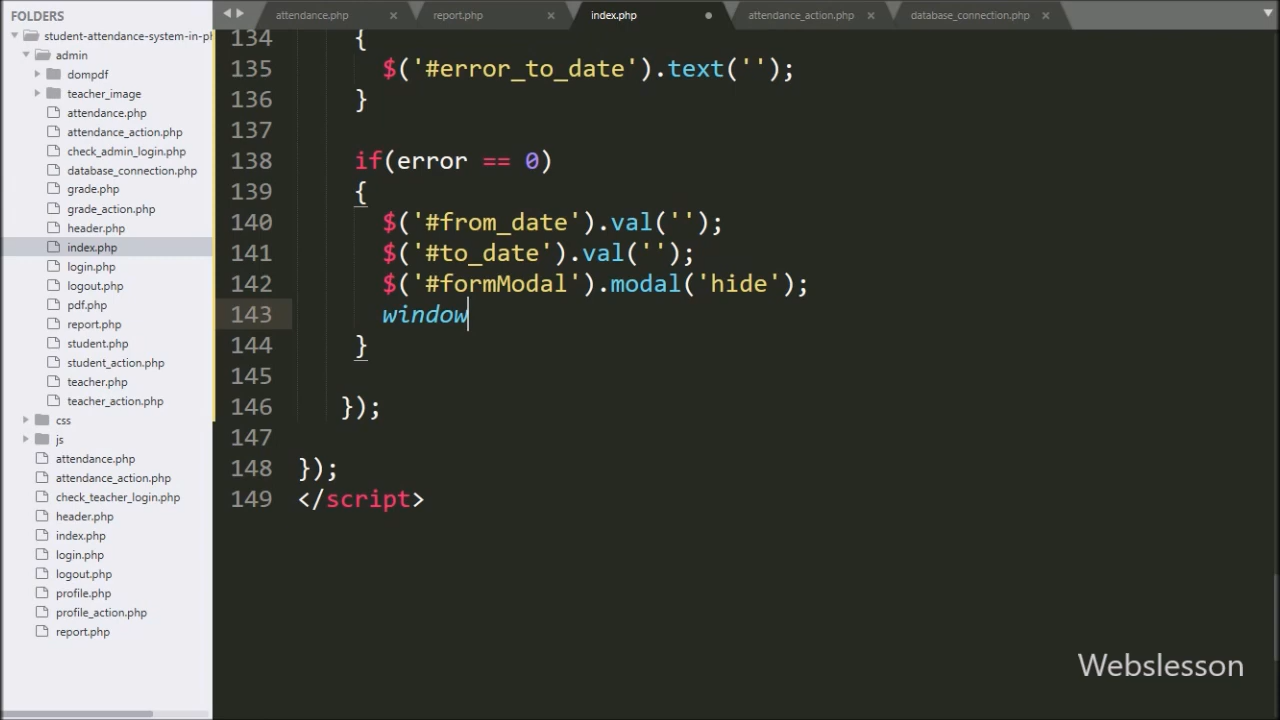 FOLDERS
student-attendance-system-in-ph
admin
dompdf
teacher_image
attendance.php
attendance_action.php
check_admin_login.php
database_connection.php
grade.php
grade_action.php
header.php
index.php
login.php
logout.php
pdf.php
report.php
student.php
student_action.php
teacher.php
teacher_action.php
css
js
attendance.php
attendance_action.php
check_teacher_login.php
header.php
index.php
login.php
logout.php
profile.php
profile_action.php
report.php
attendance.php × report.php × index.php attendance_action.php × database_connection.php ×
134 {
135 $('#error_to_date').text('');
136 }
137
138 if(error == 0)
139 {
140 $('#from_date').val('');
141 $('#to_date').val('');
142 $('#formModal').modal('hide');
143 window
144 }
145
146 });
147
148 });
149 </script>
Webslesson